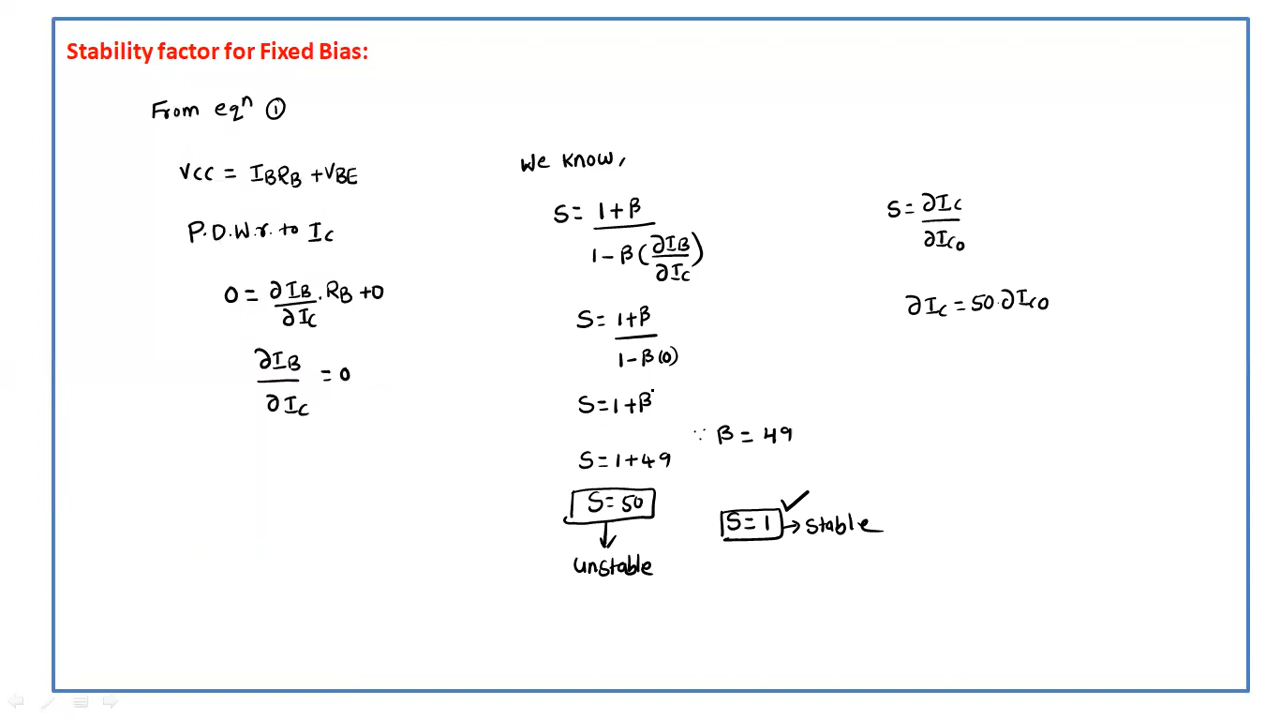 Stability factor for Fixed Bias:
From eqn ①
VCC = IBRB + VBE
P.D.W.r. to IC
0 = ∂IB/∂IC . RB + 0
∂IB/∂IC = 0
We know,
S = 1+β / 1-β(∂IB/∂IC)
S = 1+β / 1-β(0)
S = 1+β
∵ β = 49
S = 1+49
S = 50
unstable
S = 1 → stable
S = ∂IC/∂ICO
∂IC = 50.∂ICO